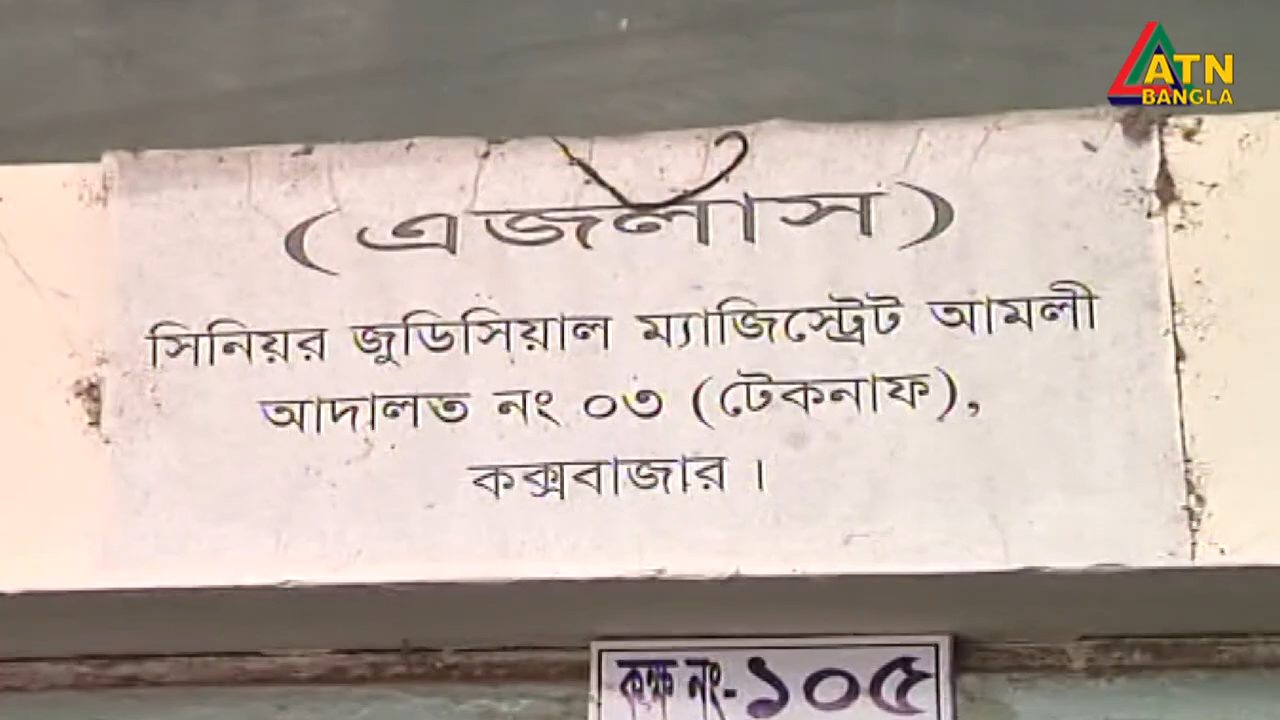 ATN
BANGLA
(এজলাস)
সিনিয়র জুডিসিয়াল ম্যাজিস্ট্রেট আমলী
আদালত নং ০৩ (টেকনাফ),
কক্সবাজার।
কক্ষ নং- ১০৫